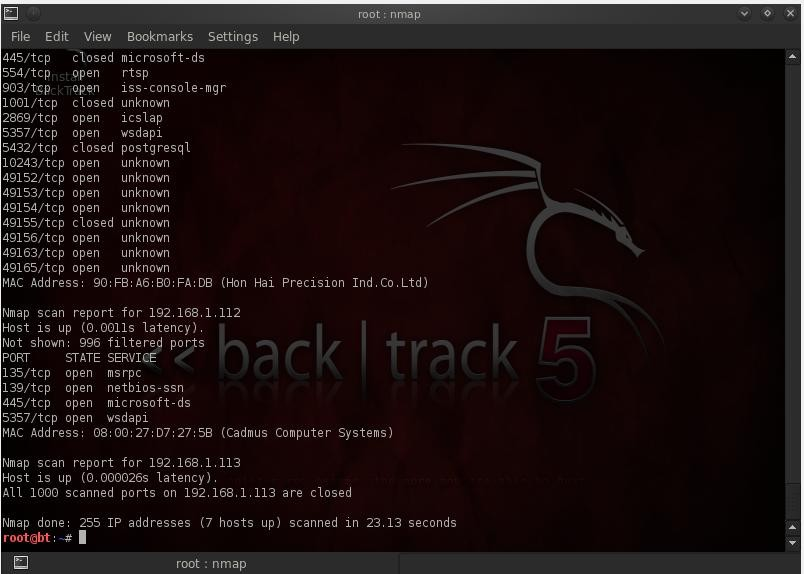 root : nmap
File Edit View Bookmarks Settings Help
445/tcp closed microsoft-ds
554/tcp open rtsp
903/tcp open iss-console-mgr
1001/tcp closed unknown
2869/tcp open icslap
5357/tcp open wsdapi
5432/tcp closed postgresql
10243/tcp open unknown
49152/tcp open unknown
49153/tcp open unknown
49154/tcp open unknown
49155/tcp closed unknown
49156/tcp open unknown
49163/tcp open unknown
49165/tcp open unknown
MAC Address: 90:FB:A6:B0:FA:DB (Hon Hai Precision Ind.Co.Ltd)
Nmap scan report for 192.168.1.112
Host is up (0.0011s latency).
Not shown: 996 filtered ports
PORT STATE SERVICE
135/tcp open msrpc
139/tcp open netbios-ssn
445/tcp open microsoft-ds
5357/tcp open wsdapi
MAC Address: 08:00:27:D7:27:5B (Cadmus Computer Systems)
Nmap scan report for 192.168.1.113
Host is up (0.000026s latency).
All 1000 scanned ports on 192.168.1.113 are closed
Nmap done: 255 IP addresses (7 hosts up) scanned in 23.13 seconds
root@bt:~#
Install
BackTrack
<< back | track 5
root : nmap